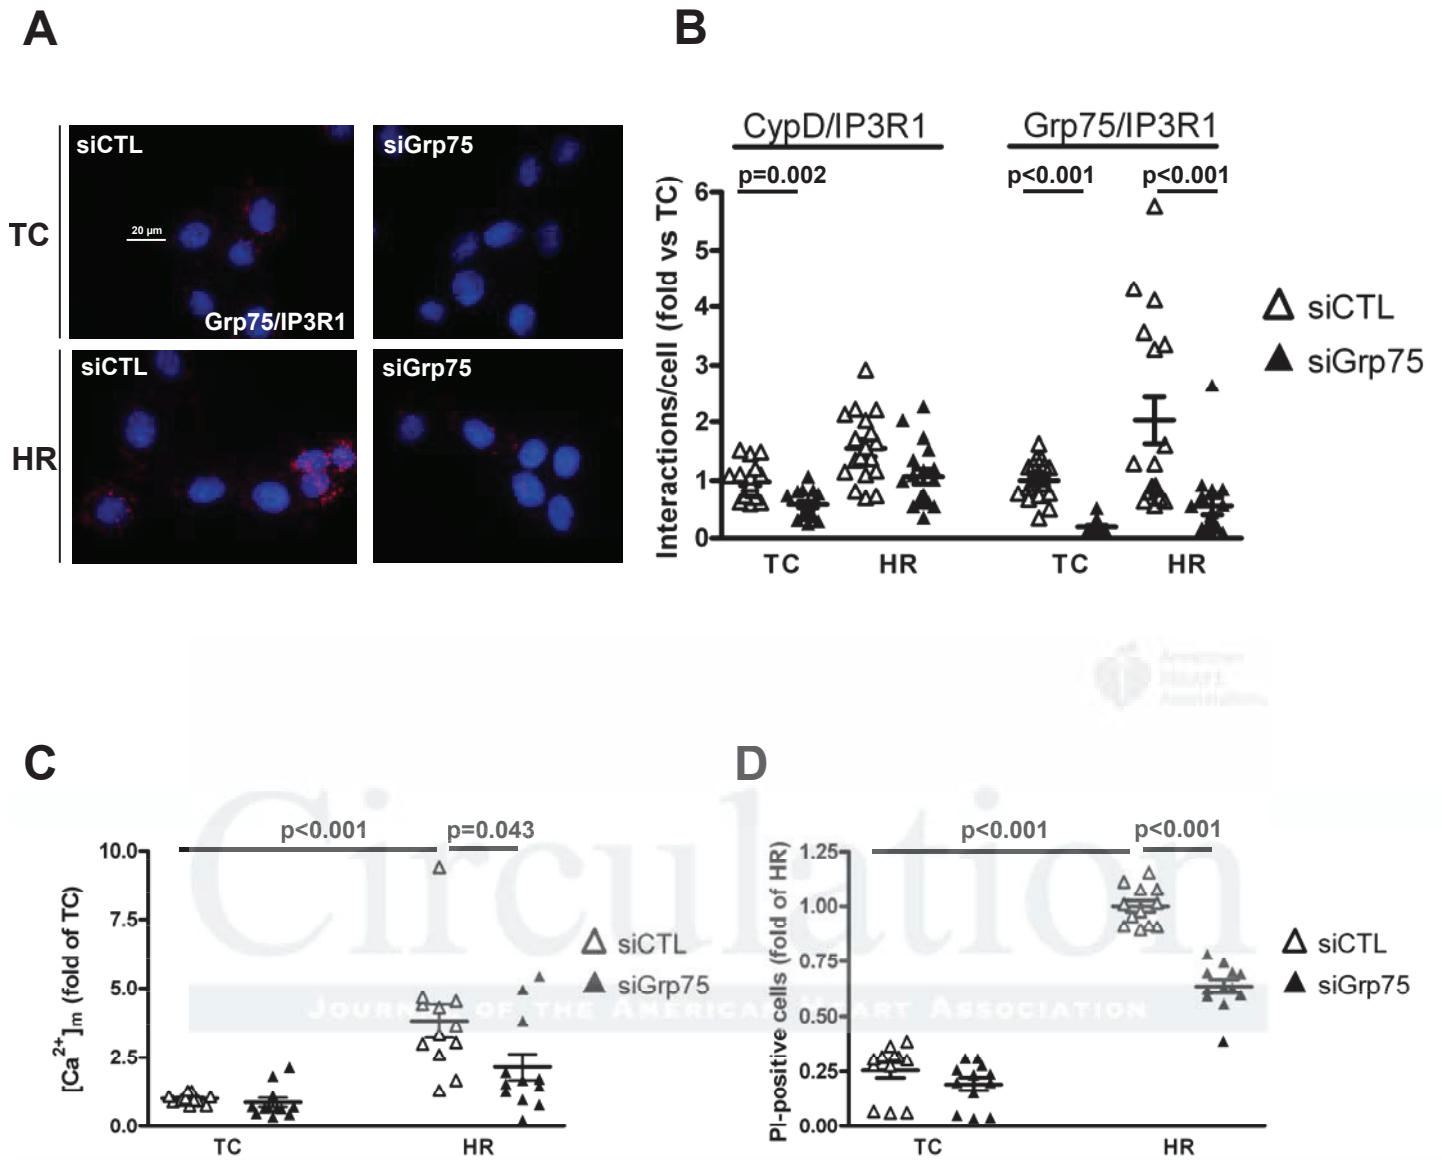 A
siCTL
siGrp75
TC
20 µm
Grp75/IP3R1
siCTL
siGrp75
HR
B
CypD/IP3R1
Grp75/IP3R1
p=0.002
p<0.001
p<0.001
Interactions/cell (fold vs TC)
6
5
4
3
2
1
0
TC
HR
TC
HR
siCTL
siGrp75
American
Heart
Association
C
p<0.001
p=0.043
[Ca2+]m (fold of TC)
10.0
7.5
5.0
2.5
0.0
TC
HR
siCTL
siGrp75
D
p<0.001
p<0.001
PI-positive cells (fold of HR)
1.25
1.00
0.75
0.50
0.25
0.00
TC
HR
siCTL
siGrp75
Circulation
JOURNAL OF THE AMERICAN HEART ASSOCIATION